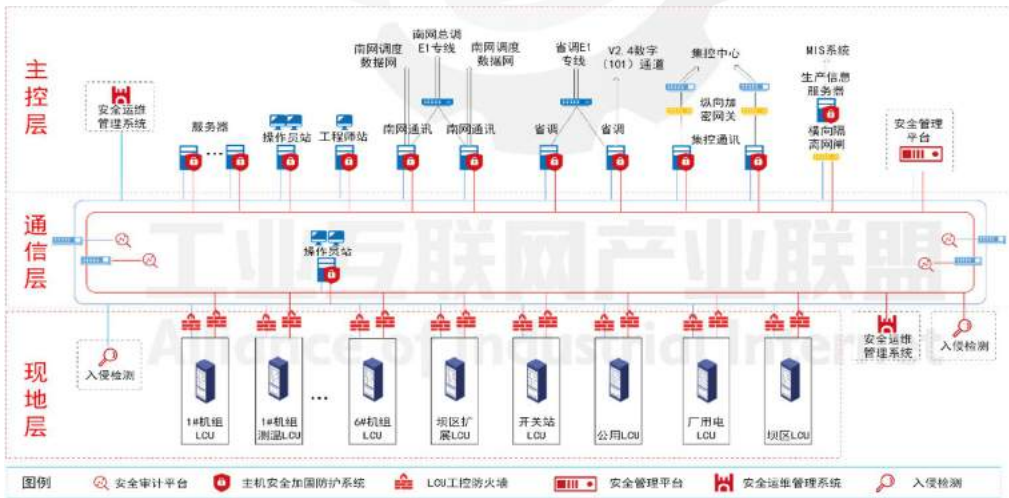 主控层
南网调度
数据网
南网总调
E1专线
南网调度
数据网
省调E1
专线
V2.4数字
(101)通道
集控中心
MIS系统
生产信息
服务器
安全运维
管理系统
服务器
操作员站
工程师站
南网通讯
南网通讯
省调
省调
纵向加
密网关
集控通讯
横向隔
离网闸
安全管理
平台
通信层
操作员站
工业互联网产业联盟
Alliance of Industrial Internet
现地层
入侵检测
1#机组
LCU
1#机组
测温LCU
...
6#机组
LCU
坝区扩
展LCU
开关站
LCU
公用LCU
厂用电
LCU
坝区LCU
安全运维
管理系统
入侵检测
图例
安全审计平台
主机安全加固防护系统
LCU工控防火墙
安全管理平台
安全运维管理系统
入侵检测